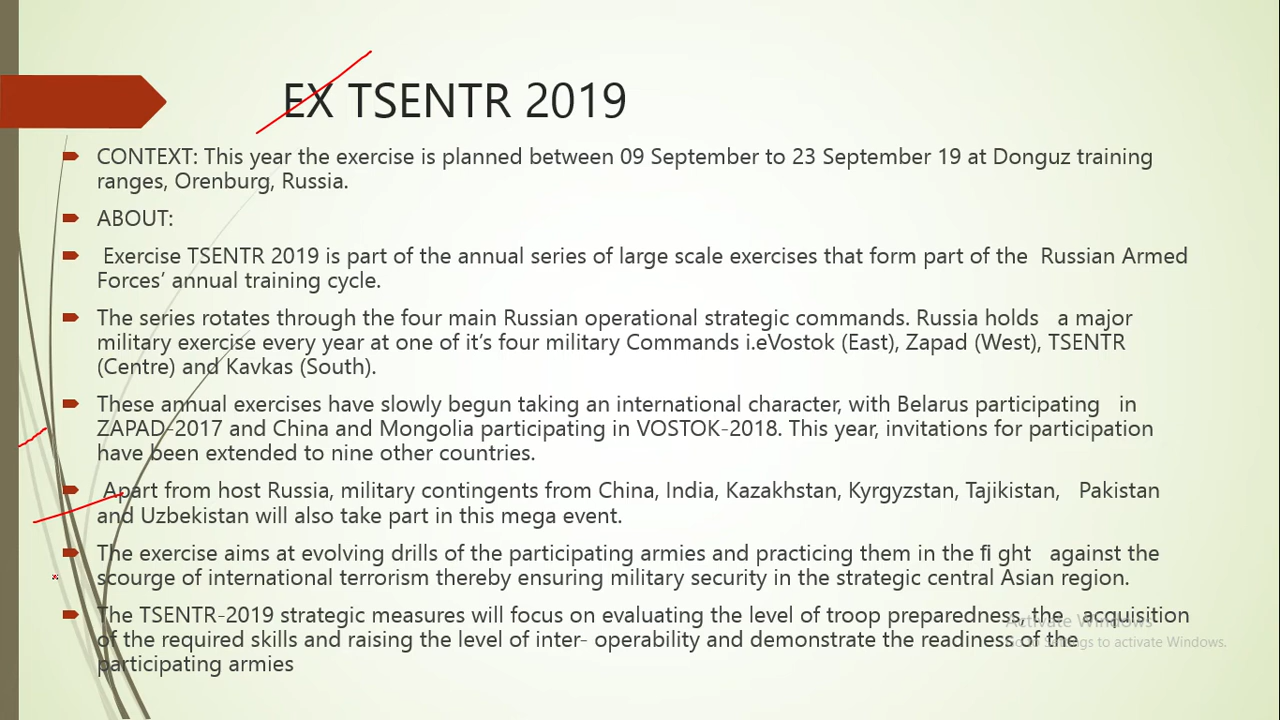 EX TSENTR 2019
CONTEXT: This year the exercise is planned between 09 September to 23 September 19 at Donguz training
ranges, Orenburg, Russia.
ABOUT:
Exercise TSENTR 2019 is part of the annual series of large scale exercises that form part of the Russian Armed
Forces’ annual training cycle.
The series rotates through the four main Russian operational strategic commands. Russia holds a major
military exercise every year at one of it’s four military Commands i.eVostok (East), Zapad (West), TSENTR
(Centre) and Kavkas (South).
These annual exercises have slowly begun taking an international character, with Belarus participating in
ZAPAD-2017 and China and Mongolia participating in VOSTOK-2018. This year, invitations for participation
have been extended to nine other countries.
Apart from host Russia, military contingents from China, India, Kazakhstan, Kyrgyzstan, Tajikistan, Pakistan
and Uzbekistan will also take part in this mega event.
The exercise aims at evolving drills of the participating armies and practicing them in the fi ght against the
scourge of international terrorism thereby ensuring military security in the strategic central Asian region.
The TSENTR-2019 strategic measures will focus on evaluating the level of troop preparedness, the acquisition
of the required skills and raising the level of inter- operability and demonstrate the readiness of the
participating armies
Activate Windows
Go to Settings to activate Windows.